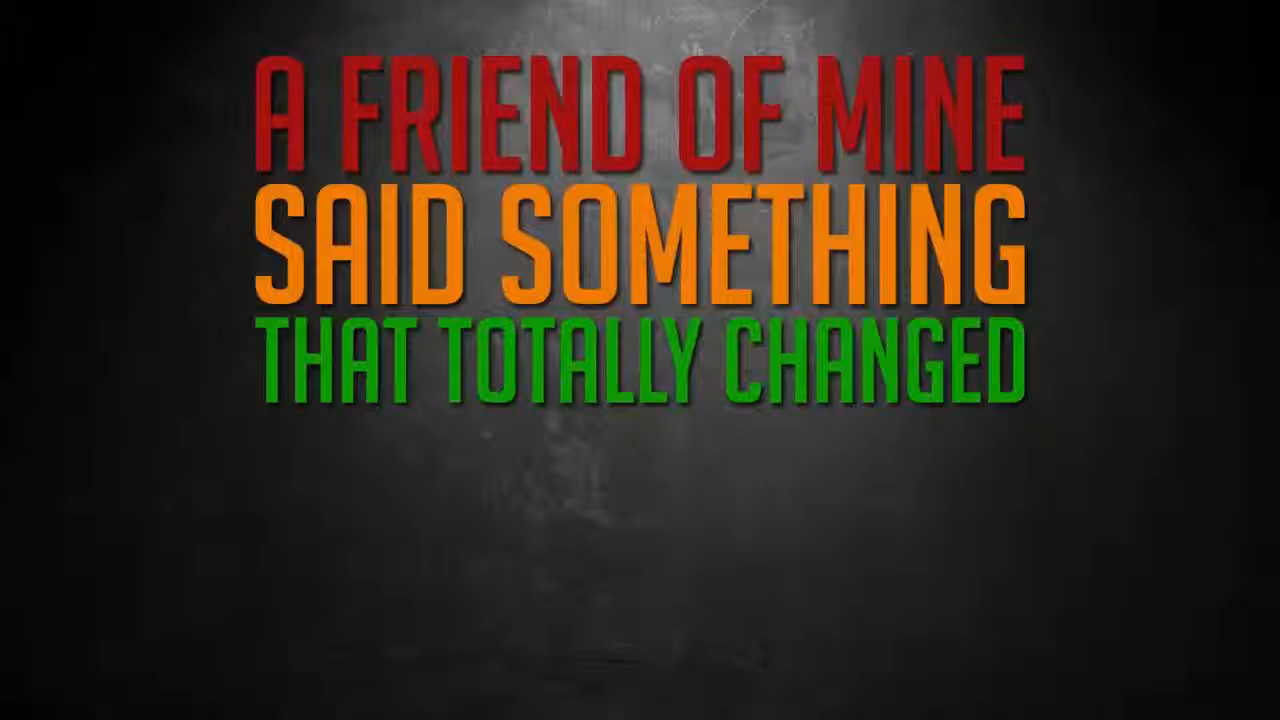 A FRIEND OF MINE
SAID SOMETHING
THAT TOTALLY CHANGED